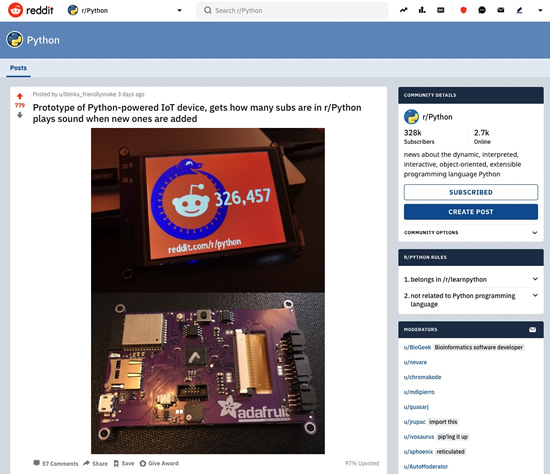 reddit
r/Python
Search r/Python
Python
Posts
Posted by u/blinka_friendlysnake 3 days ago
779
Prototype of Python-powered IoT device, gets how many subs are in r/Python
plays sound when new ones are added
326,457
reddit.com/r/python
adafruit
57 Comments
Share
Save
Give Award
97% Upvoted
COMMUNITY DETAILS
r/Python
328k
2.7k
Subscribers
Online
news about the dynamic, interpreted,
interactive, object-oriented, extensible
programming language Python
SUBSCRIBED
CREATE POST
COMMUNITY OPTIONS
R/PYTHON RULES
1. belongs in /r/learnpython
2. not related to Python programming
language
MODERATORS
u/BioGeek Bioinformatics software developer
u/nevare
u/chromakode
u/mdipierro
u/quasarj
u/jrupac import this
u/ivosaurus pip'ing it up
u/aphoenix reticulated
u/AutoModerator